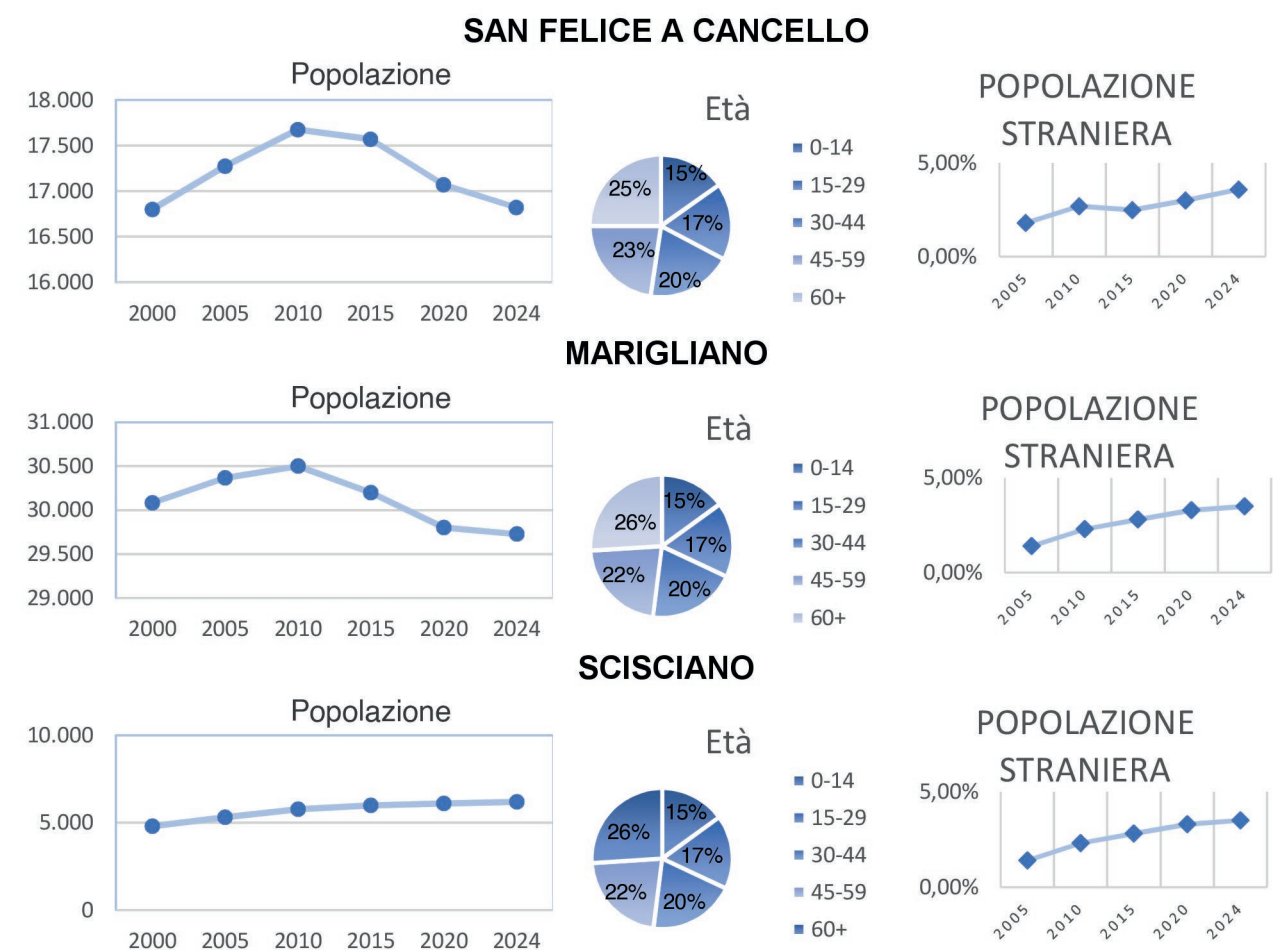 SAN FELICE A CANCELLO
Popolazione
18.000
17.500
17.000
16.500
16.000
2000 2005 2010 2015 2020 2024
Età
15%
17%
20%
23%
25%
0-14
15-29
30-44
45-59
60+
POPOLAZIONE
STRANIERA
5,00%
0,00%
2005 2010 2015 2020 2024
MARIGLIANO
Popolazione
31.000
30.500
30.000
29.500
29.000
2000 2005 2010 2015 2020 2024
Età
15%
17%
20%
22%
26%
0-14
15-29
30-44
45-59
60+
POPOLAZIONE
STRANIERA
5,00%
0,00%
2005 2010 2015 2020 2024
SCISCIANO
Popolazione
10.000
5.000
0
2000 2005 2010 2015 2020 2024
Età
15%
17%
20%
22%
26%
0-14
15-29
30-44
45-59
60+
POPOLAZIONE
STRANIERA
5,00%
0,00%
2005 2010 2015 2020 2024